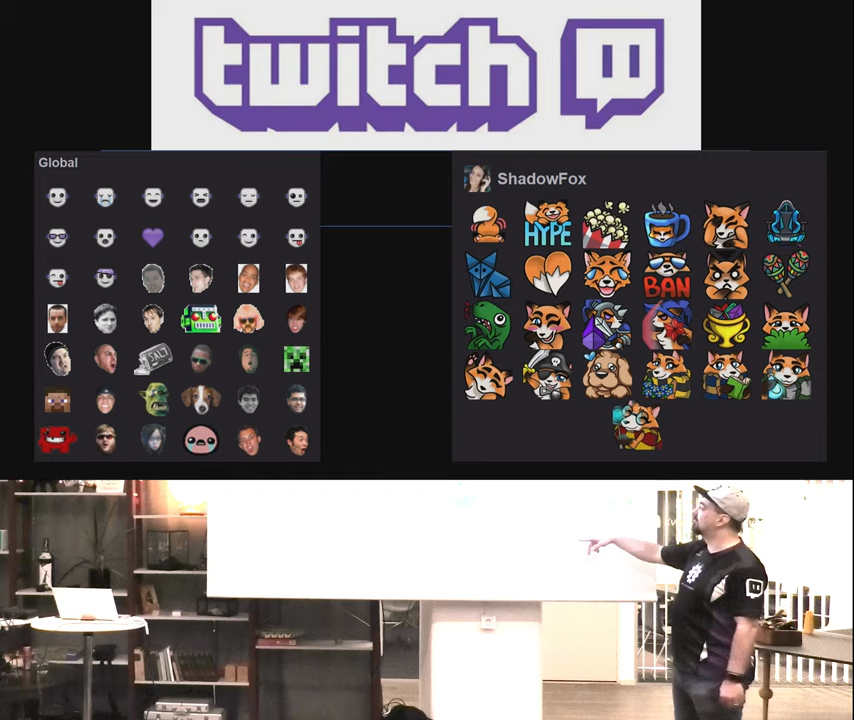 twitch
Global
ShadowFox
HYPE
BAN
SALT